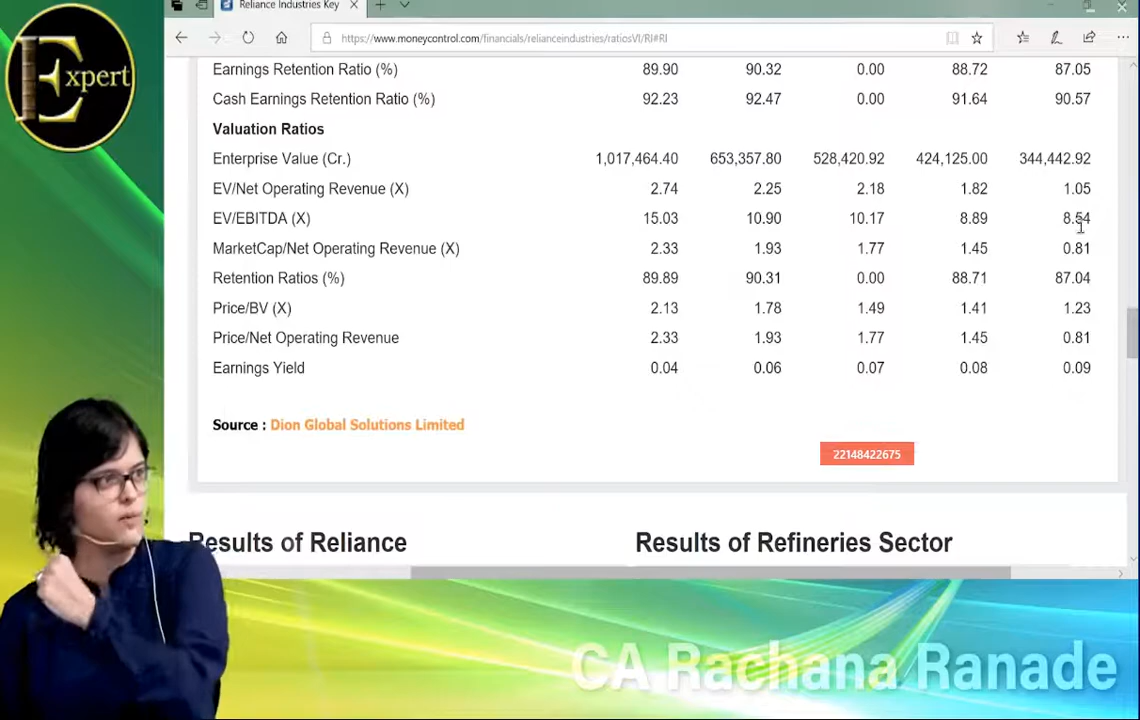 Expert
Reliance Industries Key
https://www.moneycontrol.com/financials/relianceindustries/ratiosVI/RI#RI
Earnings Retention Ratio (%) 89.90 90.32 0.00 88.72 87.05
Cash Earnings Retention Ratio (%) 92.23 92.47 0.00 91.64 90.57
Valuation Ratios
Enterprise Value (Cr.) 1,017,464.40 653,357.80 528,420.92 424,125.00 344,442.92
EV/Net Operating Revenue (X) 2.74 2.25 2.18 1.82 1.05
EV/EBITDA (X) 15.03 10.90 10.17 8.89 8.54
MarketCap/Net Operating Revenue (X) 2.33 1.93 1.77 1.45 0.81
Retention Ratios (%) 89.89 90.31 0.00 88.71 87.04
Price/BV (X) 2.13 1.78 1.49 1.41 1.23
Price/Net Operating Revenue 2.33 1.93 1.77 1.45 0.81
Earnings Yield 0.04 0.06 0.07 0.08 0.09
Source : Dion Global Solutions Limited
22148422675
Results of Reliance Results of Refineries Sector
CA Rachana Ranade